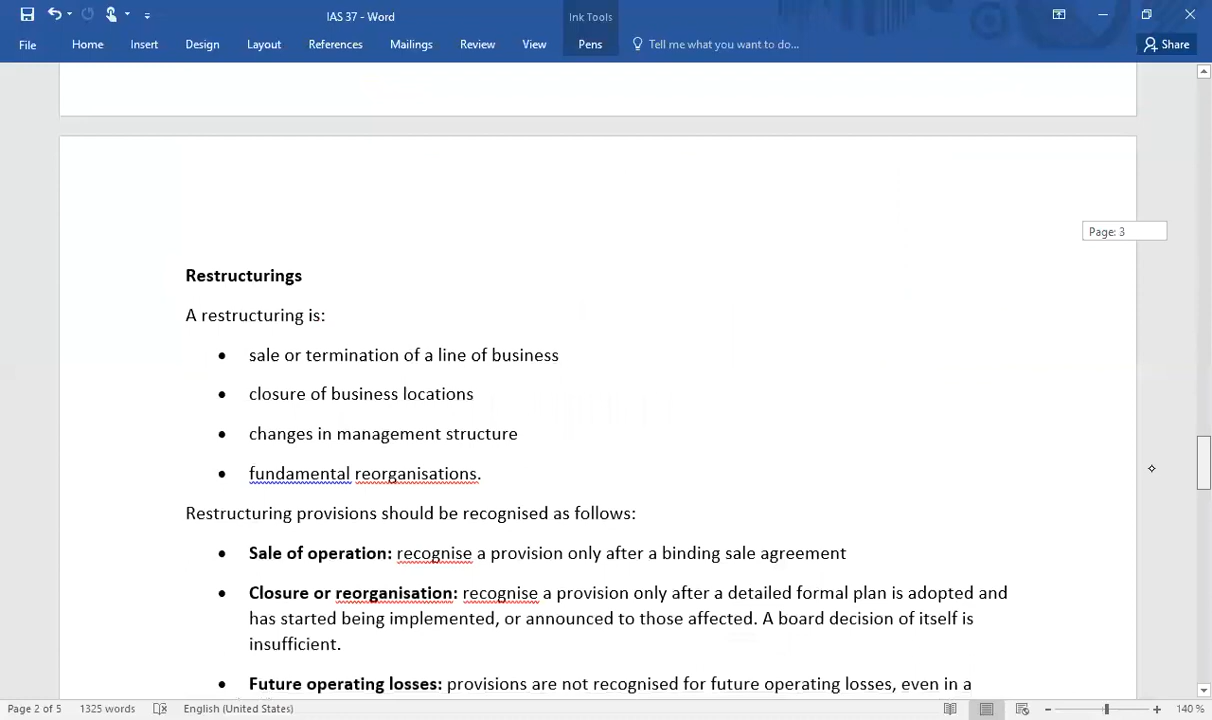 IAS 37 - Word
Ink Tools
File Home Insert Design Layout References Mailings Review View Pens Tell me what you want to do... Share
Page: 3
Restructurings
A restructuring is:
• sale or termination of a line of business
• closure of business locations
• changes in management structure
• fundamental reorganisations.
Restructuring provisions should be recognised as follows:
• Sale of operation: recognise a provision only after a binding sale agreement
• Closure or reorganisation: recognise a provision only after a detailed formal plan is adopted and
has started being implemented, or announced to those affected. A board decision of itself is
insufficient.
• Future operating losses: provisions are not recognised for future operating losses, even in a
Page 2 of 5 1325 words English (United States) 140 %